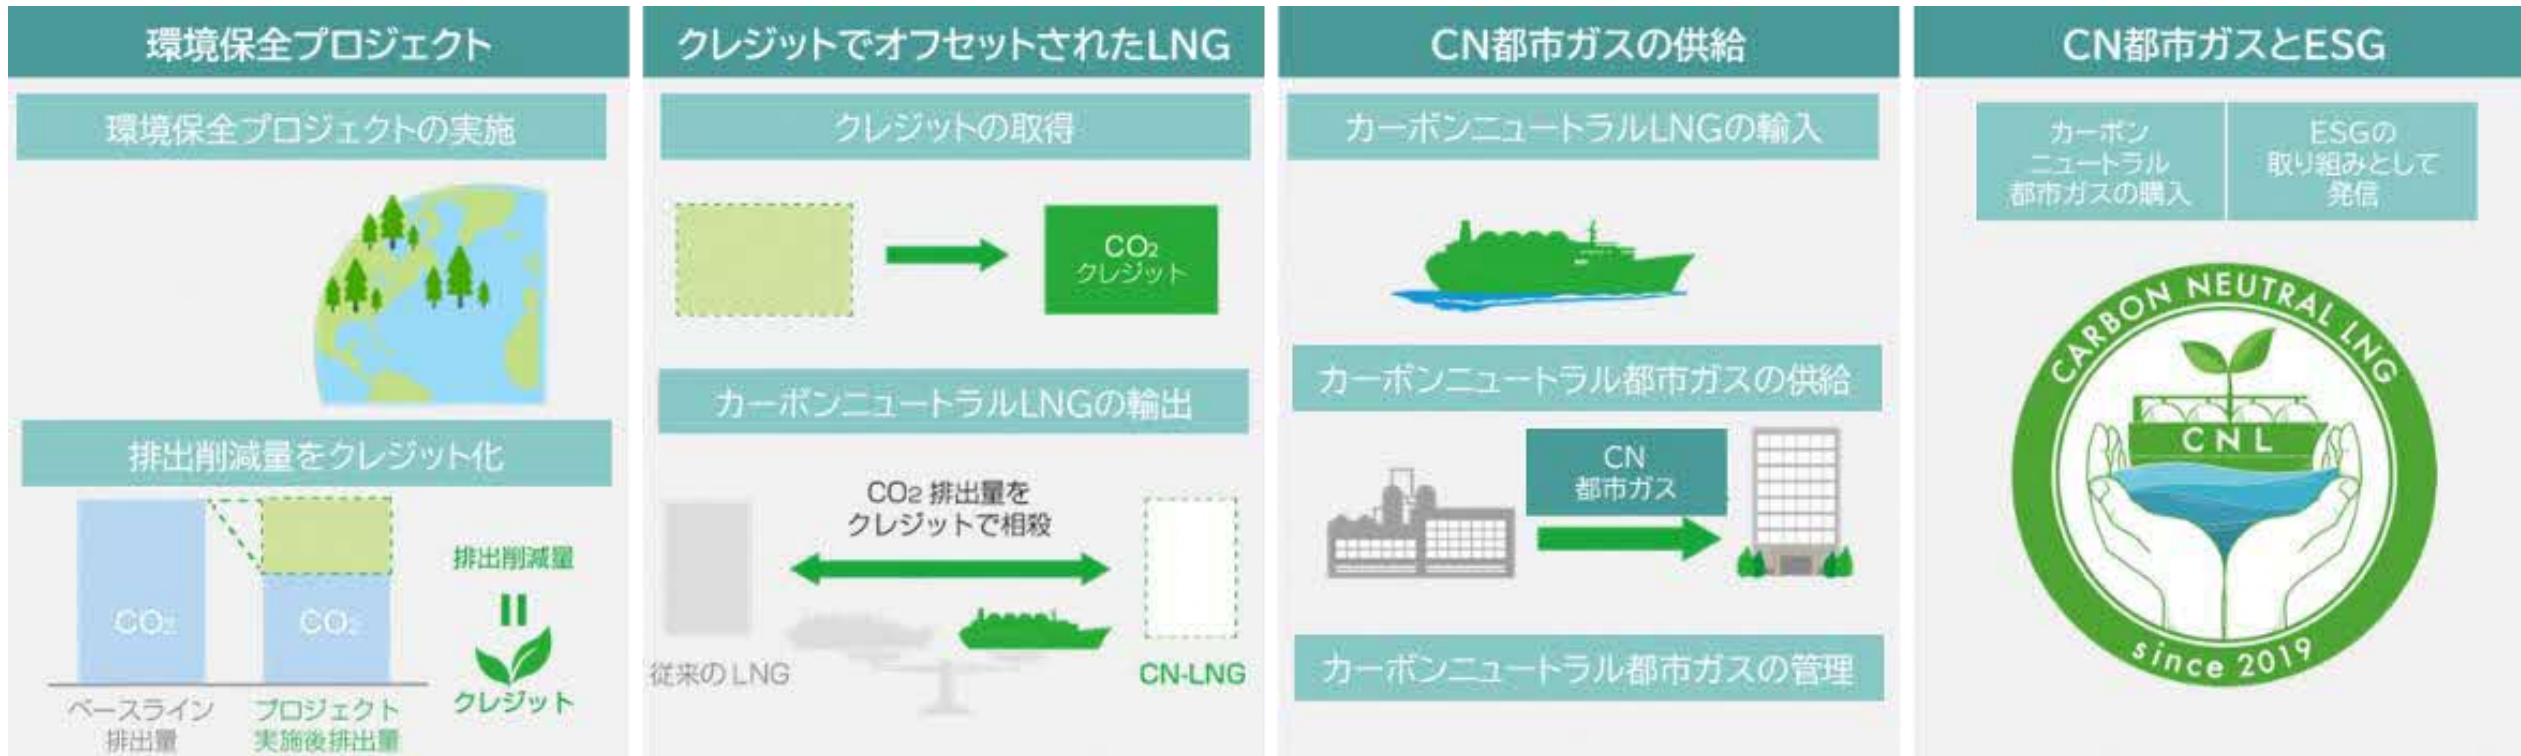 環境保全プロジェクト
環境保全プロジェクトの実施
排出削減量をクレジット化
CO₂
CO₂
排出削減量
クレジット
ベースライン
排出量
プロジェクト
実施後排出量
クレジットでオフセットされたLNG
クレジットの取得
CO₂
クレジット
カーボンニュートラルLNGの輸出
CO₂ 排出量を
クレジットで相殺
従来の LNG
CN-LNG
CN都市ガスの供給
カーボンニュートラルLNGの輸入
カーボンニュートラル都市ガスの供給
CN
都市ガス
カーボンニュートラル都市ガスの管理
CN都市ガスとESG
カーボン
ニュートラル
都市ガスの購入
ESGの
取り組みとして
発信
CARBON NEUTRAL LNG
CNL
since 2019